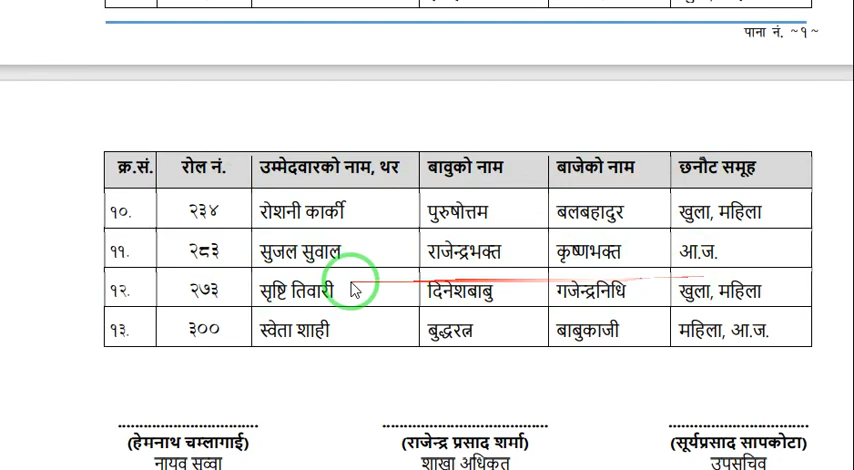 पाना नं. ~१~
क्र.सं. रोल नं. उम्मेदवारको नाम, थर बावुको नाम बाजेको नाम छनौट समूह
१०. २३४ रोशनी कार्की पुरुषोत्तम बलबहादुर खुला, महिला
११. २८३ सुजल सुवाल राजेन्द्रभक्त कृष्णभक्त आ.ज.
१२. २७३ सृष्टि तिवारी दिनेशबाबु गजेन्द्रनिधि खुला, महिला
१३. ३०० स्वेता शाही बुद्धरत्न बाबुकाजी महिला, आ.ज.
(हेमनाथ चम्लागाई) (राजेन्द्र प्रसाद शर्मा) (सूर्यप्रसाद सापकोटा)
नायव सुव्वा शाखा अधिकृत उपसचिव